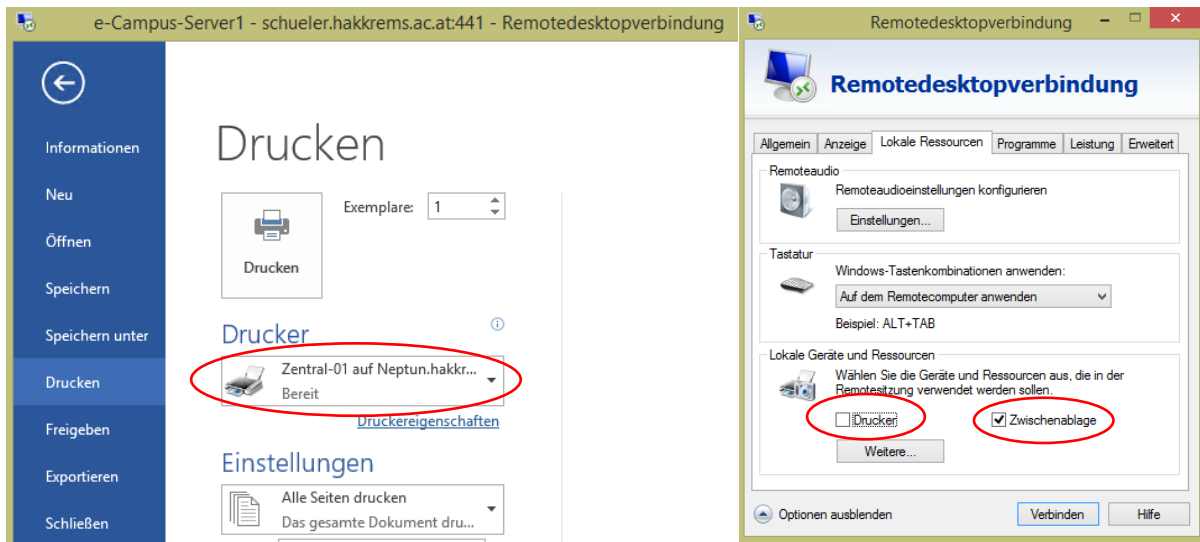 e-Campus-Server1 - schueler.hakkrems.ac.at:441 - Remotedesktopverbindung
Informationen
Neu
Öffnen
Speichern
Speichern unter
Drucken
Freigeben
Exportieren
Schließen
Drucken
Exemplare: 1
Drucken
Drucker
Zentral-01 auf Neptun.hakkr...
Bereit
Druckereigenschaften
Einstellungen
Alle Seiten drucken
Das gesamte Dokument dru...
Remotedesktopverbindung
Remotedesktopverbindung
Allgemein Anzeige Lokale Ressourcen Programme Leistung Erweitert
Remoteaudio
Remoteaudioeinstellungen konfigurieren
Einstellungen...
Tastatur
Windows-Tastenkombinationen anwenden:
Auf dem Remotecomputer anwenden
Beispiel: ALT+TAB
Lokale Geräte und Ressourcen
Wählen Sie die Geräte und Ressourcen aus, die in der
Remotesitzung verwendet werden sollen.
Drucker Zwischenablage
Weitere...
Optionen ausblenden Verbinden Hilfe